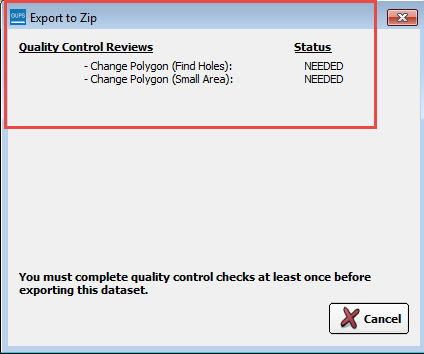 GUPS Export to Zip
Quality Control Reviews Status
- Change Polygon (Find Holes): NEEDED
- Change Polygon (Small Area): NEEDED
You must complete quality control checks at least once before
exporting this dataset.
Cancel